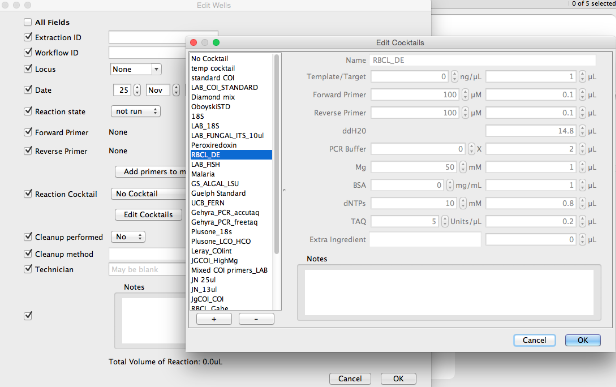 Edit Wells
0 of 5 selected
All Fields
Extraction ID
Workflow ID
Locus
None
Date
25
Nov
Reaction state
not run
Forward Primer
None
Reverse Primer
None
Add primers to m
Reaction Cocktail
No Cocktail
Edit Cocktails
Cleanup performed
No
Cleanup method
Technician
May be blank
Notes
Total Volume of Reaction: 0.0uL
Cancel
OK
Edit Cocktails
No Cocktail
temp cocktail
standard COI
LAB_COI_STANDARD
Diamond mix
OboyskiSTD
18S
LAB_18S
LAB_FUNGAL_ITS_10ul
Peroxiredoxin
RBCL_DE
LAB_FISH
Malaria
GS_ALGAL_LSU
Guelph Standard
UCB_FERN
Gehyra_PCR_accutaq
Gehyra_PCR_freetaq
Plusone_18s
Plusone_LCO_HCO
Leray_COIint
JGCOI_HighMg
Mixed COI primers_LAB
JN 25ul
JN_13ul
JgCOI_COI
RBCL_Gabe
+
-
Name RBCL_DE
Template/Target 0 ng/μL 1 μL
Forward Primer 100 μM 0.1 μL
Reverse Primer 100 μM 0.1 μL
ddH20 14.8 μL
PCR Buffer 0 X 2 μL
Mg 50 mM 1 μL
BSA 0 mg/mL 1 μL
dNTPs 10 mM 0.8 μL
TAQ 5 Units/μL 0.2 μL
Extra Ingredient 0 μL
Notes
Cancel
OK